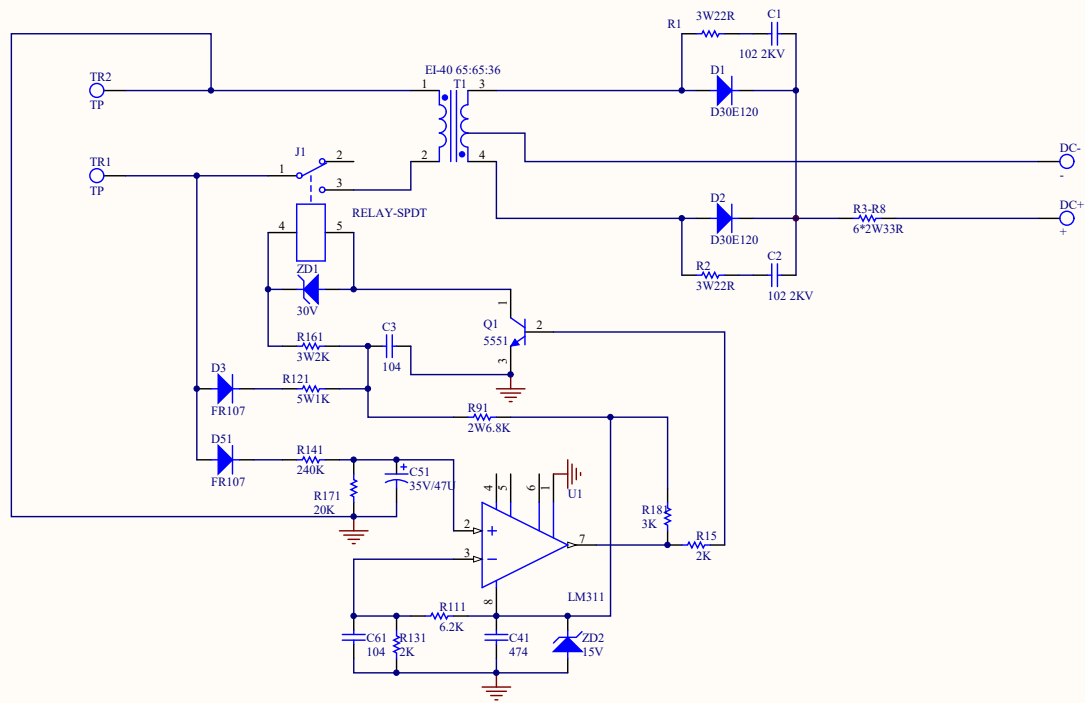 R1
3W22R
C1
102 2KV
TR2
TP
EI-40 65:65:36
1
T1
3
D1
D30E120
J1
2
1
3
2
4
TR1
TP
DC-
-
RELAY-SPDT
D2
D30E120
R3-R8
6*2W33R
DC+
+
4
5
ZD1
30V
R2
3W22R
C2
102 2KV
1
Q1
5551
2
3
R161
3W2K
C3
104
D3
FR107
R121
5W1K
R91
2W6.8K
D51
FR107
R141
240K
C51
35V/47U
R171
20K
4
5
6
1
U1
R181
3K
2
3
7
R15
2K
LM311
8
R111
6.2K
C61
104
R131
2K
C41
474
ZD2
15V